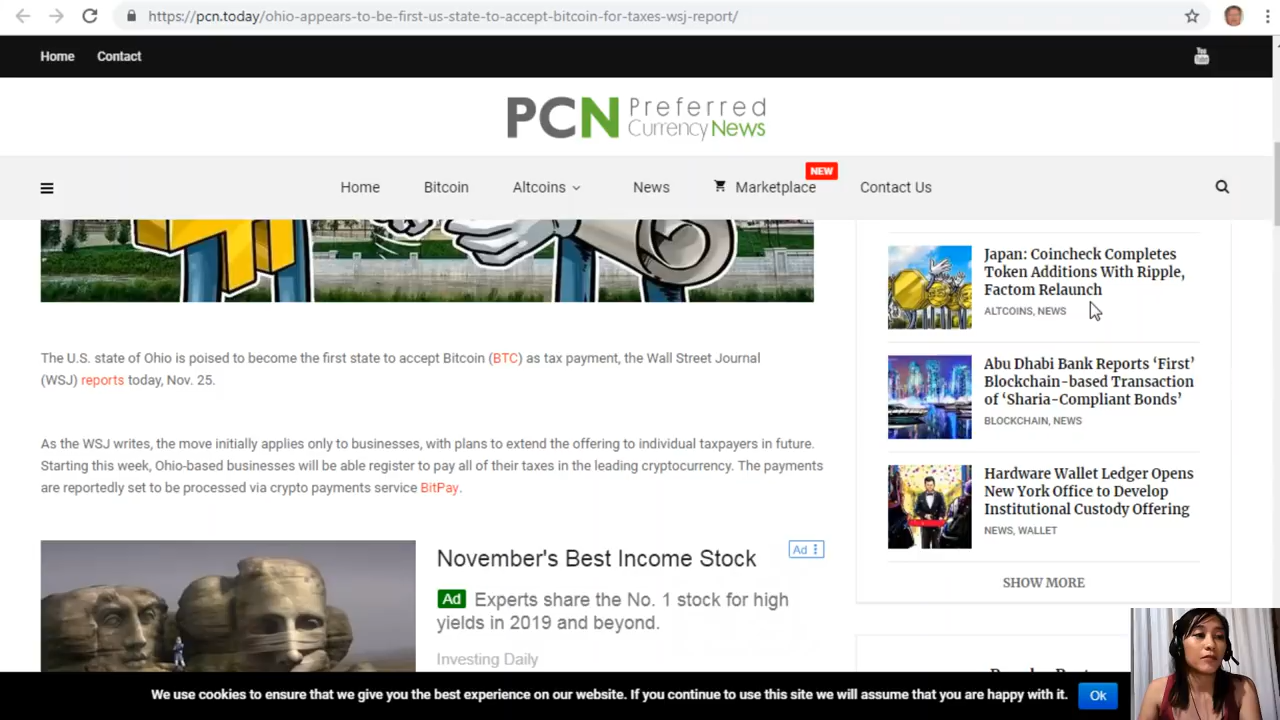 https://pcn.today/ohio-appears-to-be-first-us-state-to-accept-bitcoin-for-taxes-wsj-report/
Home Contact
You Tube
PCN Preferred Currency News
Home Bitcoin Altcoins News Marketplace NEW Contact Us
The U.S. state of Ohio is poised to become the first state to accept Bitcoin (BTC) as tax payment, the Wall Street Journal
(WSJ) reports today, Nov. 25.
As the WSJ writes, the move initially applies only to businesses, with plans to extend the offering to individual taxpayers in future.
Starting this week, Ohio-based businesses will be able register to pay all of their taxes in the leading cryptocurrency. The payments
are reportedly set to be processed via crypto payments service BitPay.
November's Best Income Stock
Ad
Ad Experts share the No. 1 stock for high
yields in 2019 and beyond.
Investing Daily
Japan: Coincheck Completes
Token Additions With Ripple,
Factom Relaunch
ALTCOINS, NEWS
Abu Dhabi Bank Reports ‘First’
Blockchain-based Transaction
of ‘Sharia-Compliant Bonds’
BLOCKCHAIN, NEWS
Hardware Wallet Ledger Opens
New York Office to Develop
Institutional Custody Offering
NEWS, WALLET
SHOW MORE
We use cookies to ensure that we give you the best experience on our website. If you continue to use this site we will assume that you are happy with it.
Ok